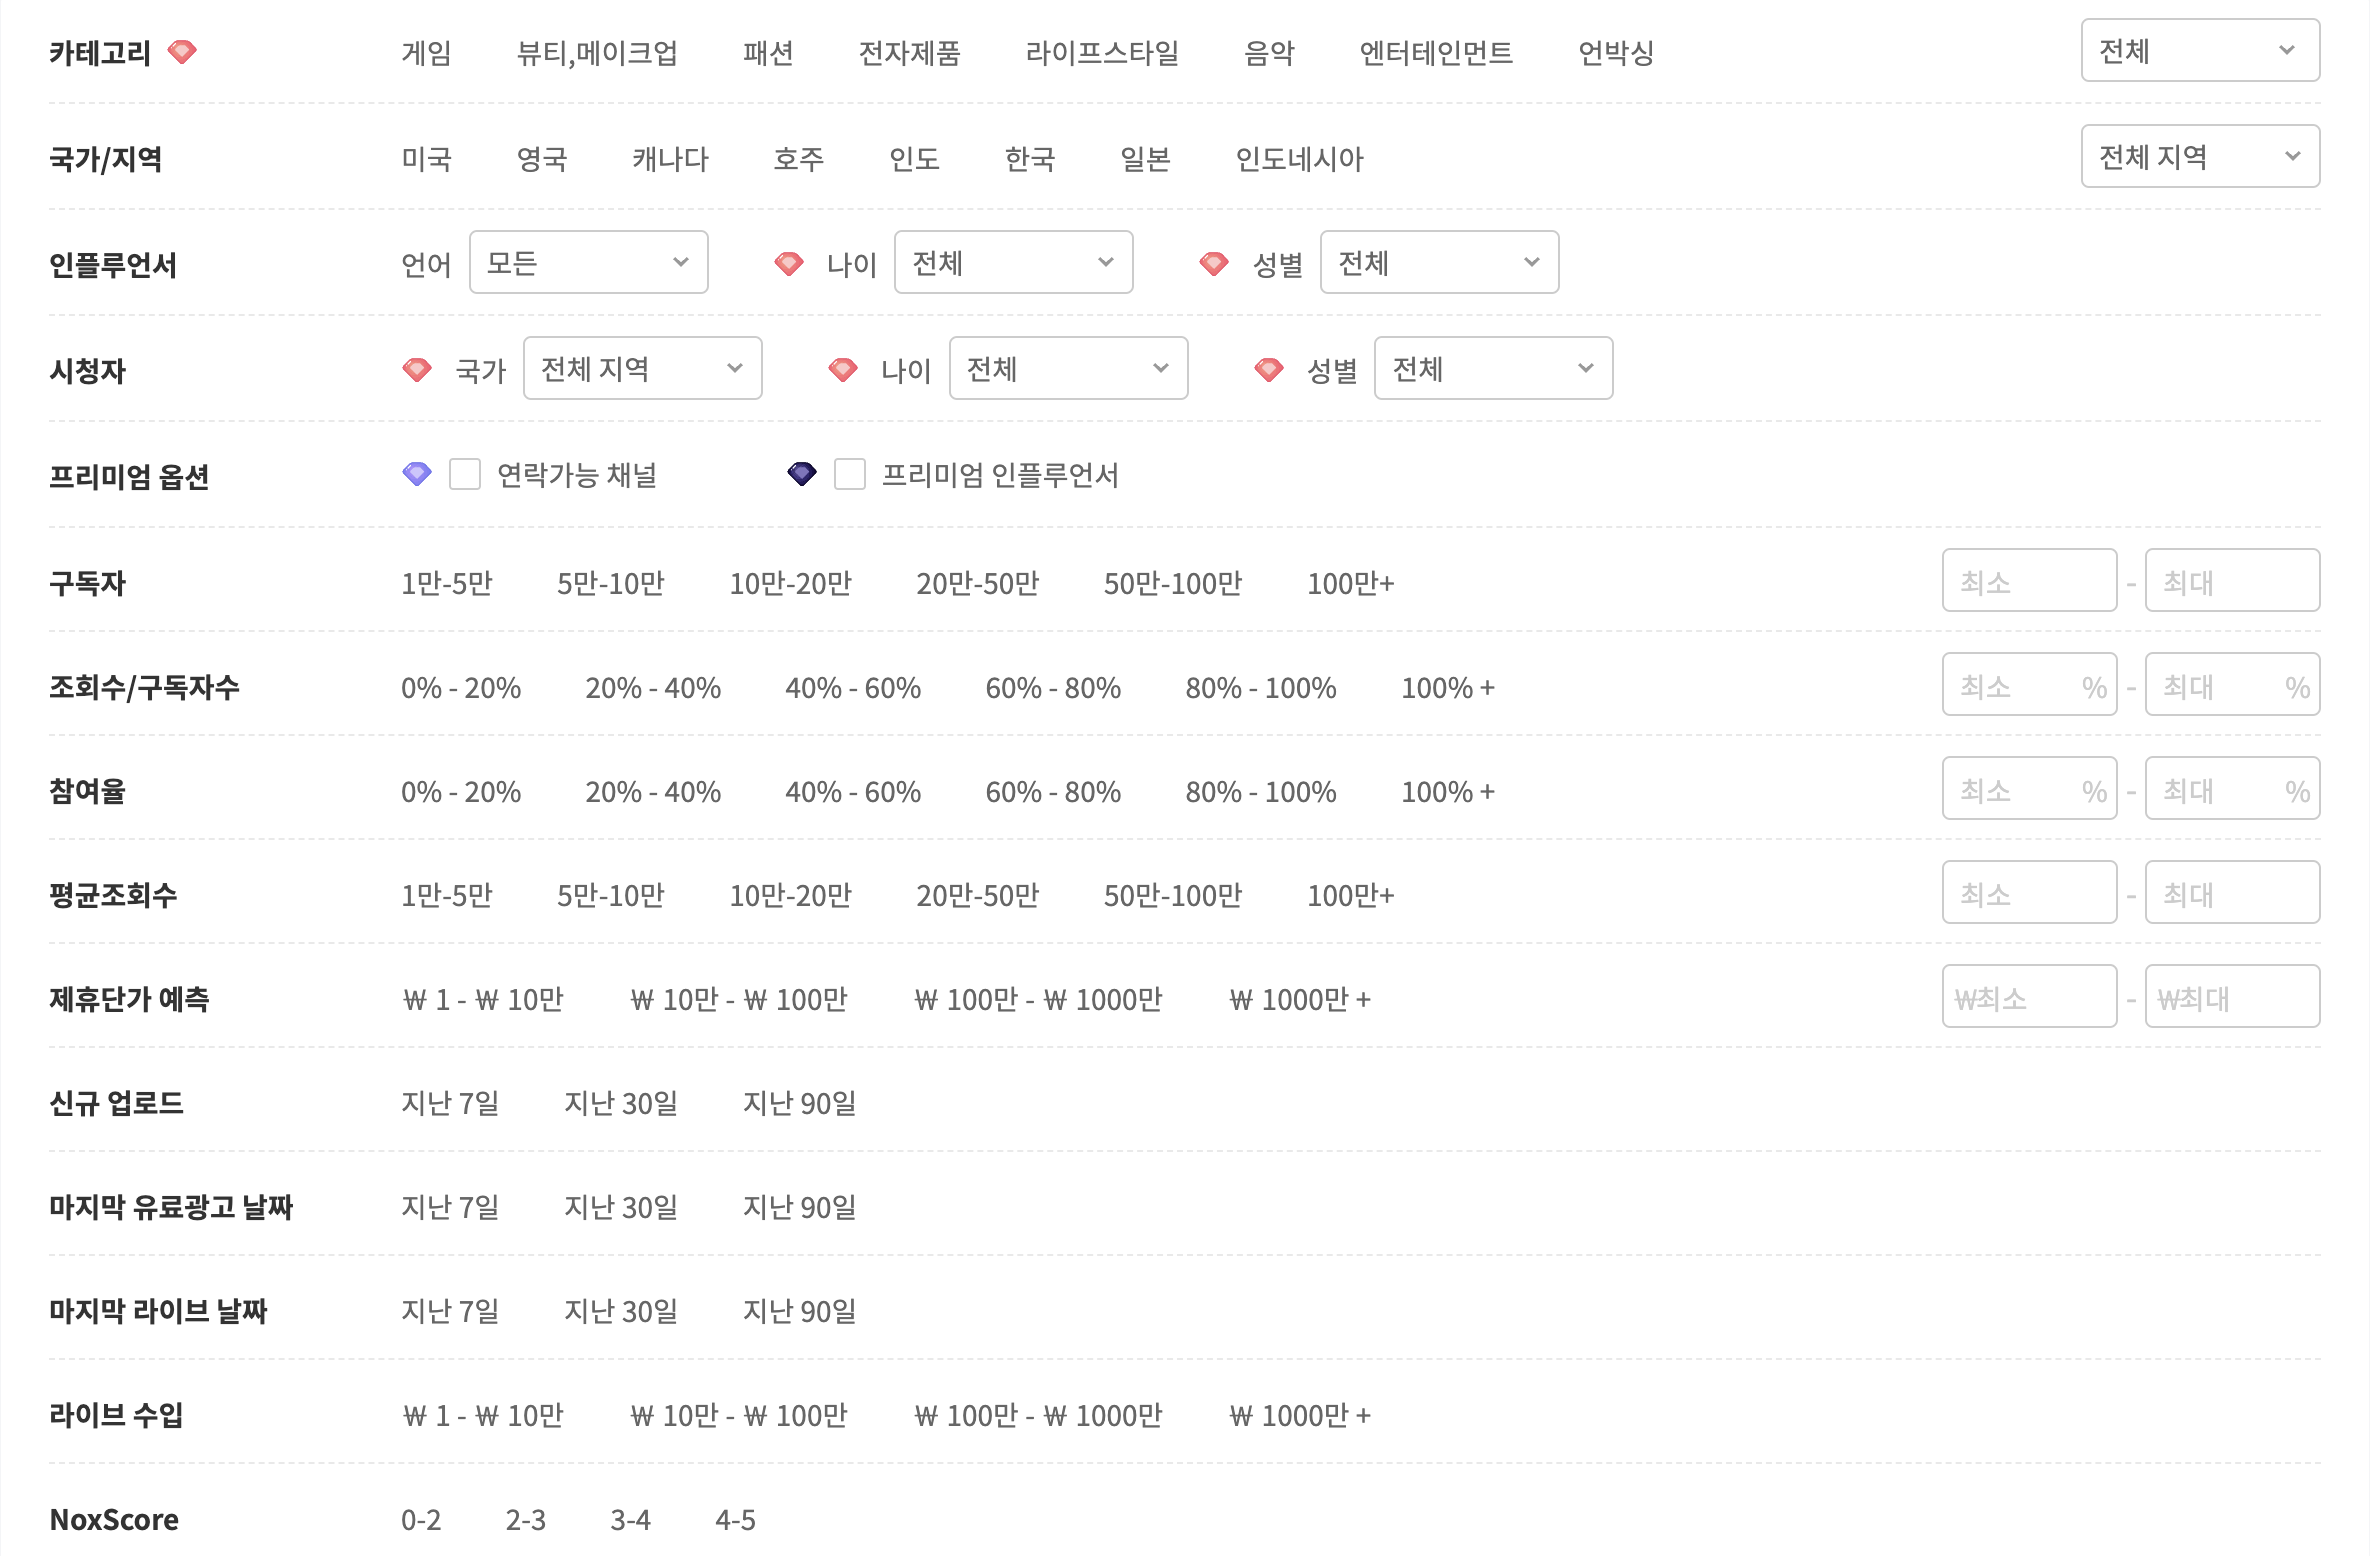 카테고리 게임 뷰티,메이크업 패션 전자제품 라이프스타일 음악 엔터테인먼트 언박싱 전체
국가/지역 미국 영국 캐나다 호주 인도 한국 일본 인도네시아 전체 지역
인플루언서 언어 모든 나이 전체 성별 전체
시청자 국가 전체 지역 나이 전체 성별 전체
프리미엄 옵션 연락가능 채널 프리미엄 인플루언서
구독자 1만-5만 5만-10만 10만-20만 20만-50만 50만-100만 100만+ 최소 - 최대
조회수/구독자수 0% - 20% 20% - 40% 40% - 60% 60% - 80% 80% - 100% 100% + 최소 % - 최대 %
참여율 0% - 20% 20% - 40% 40% - 60% 60% - 80% 80% - 100% 100% + 최소 % - 최대 %
평균조회수 1만-5만 5만-10만 10만-20만 20만-50만 50만-100만 100만+ 최소 - 최대
제휴단가 예측 ₩ 1 - ₩ 10만 ₩ 10만 - ₩ 100만 ₩ 100만 - ₩ 1000만 ₩ 1000만 + ₩최소 - ₩최대
신규 업로드 지난 7일 지난 30일 지난 90일
마지막 유료광고 날짜 지난 7일 지난 30일 지난 90일
마지막 라이브 날짜 지난 7일 지난 30일 지난 90일
라이브 수입 ₩ 1 - ₩ 10만 ₩ 10만 - ₩ 100만 ₩ 100만 - ₩ 1000만 ₩ 1000만 +
NoxScore 0-2 2-3 3-4 4-5